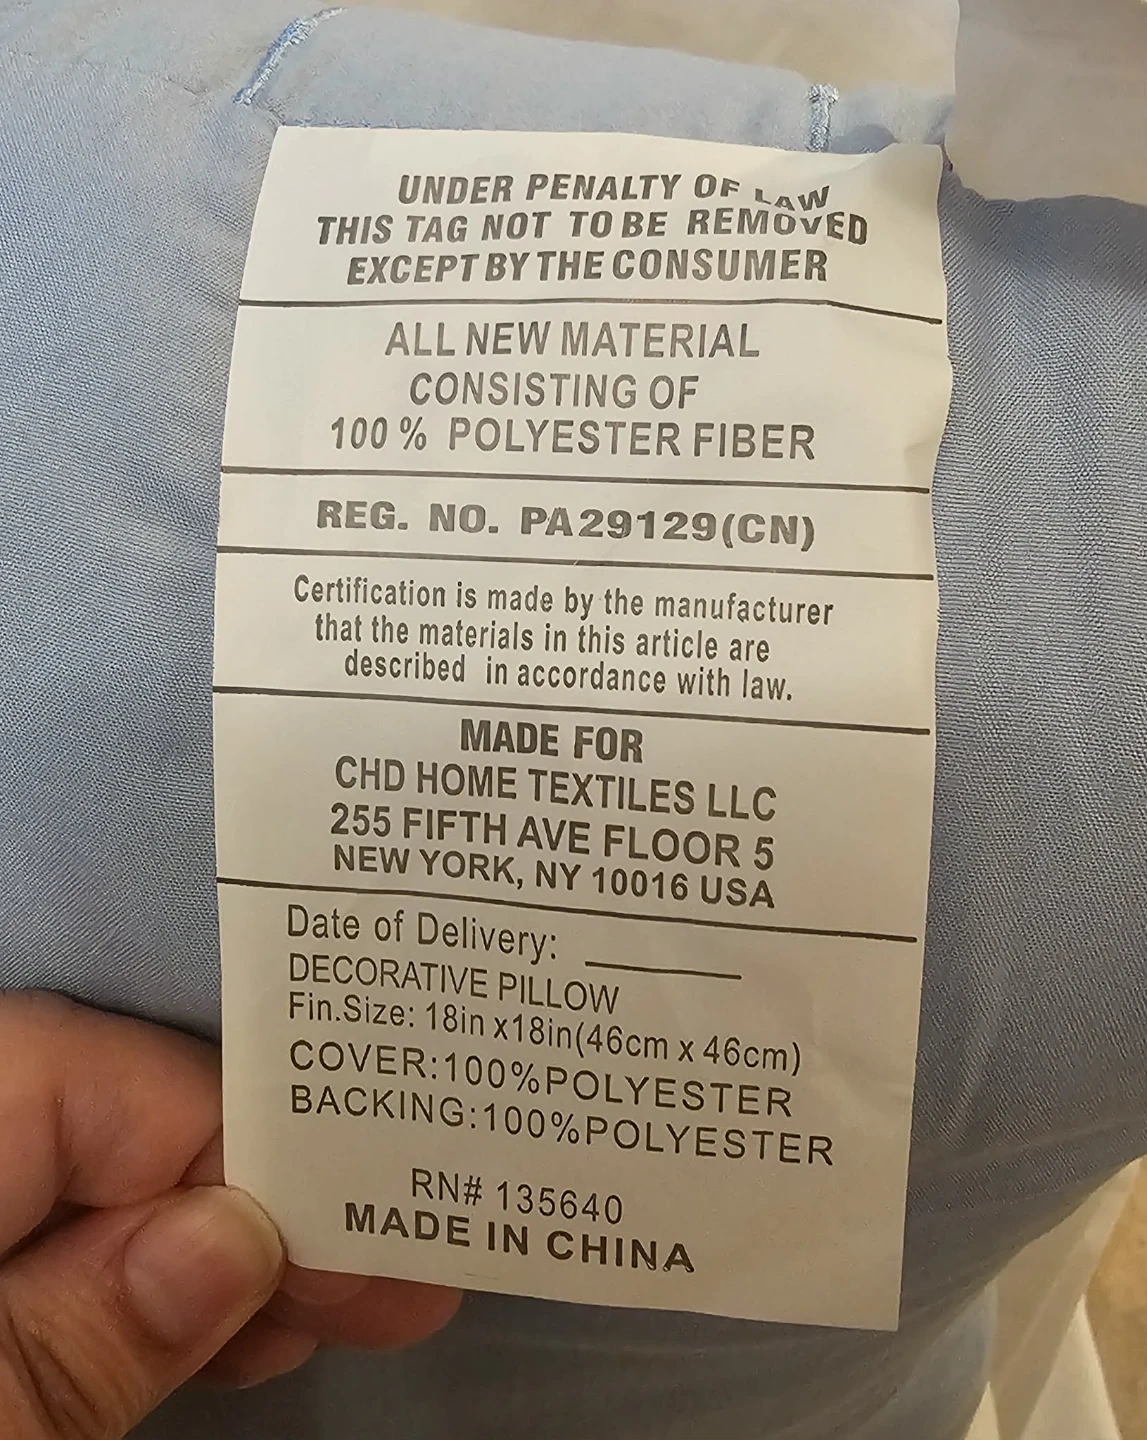 UNDER PENALTY OF LAW
THIS TAG NOT TO BE REMOVED
EXCEPT BY THE CONSUMER
ALL NEW MATERIAL
CONSISTING OF
100 % POLYESTER FIBER
REG. NO. PA29129(CN)
Certification is made by the manufacturer
that the materials in this article are
described in accordance with law.
MADE FOR
CHD HOME TEXTILES LLC
255 FIFTH AVE FLOOR 5
NEW YORK, NY 10016 USA
Date of Delivery: ________
DECORATIVE PILLOW
Fin.Size: 18in x18in(46cm x 46cm)
COVER:100%POLYESTER
BACKING:100%POLYESTER
RN# 135640
MADE IN CHINA